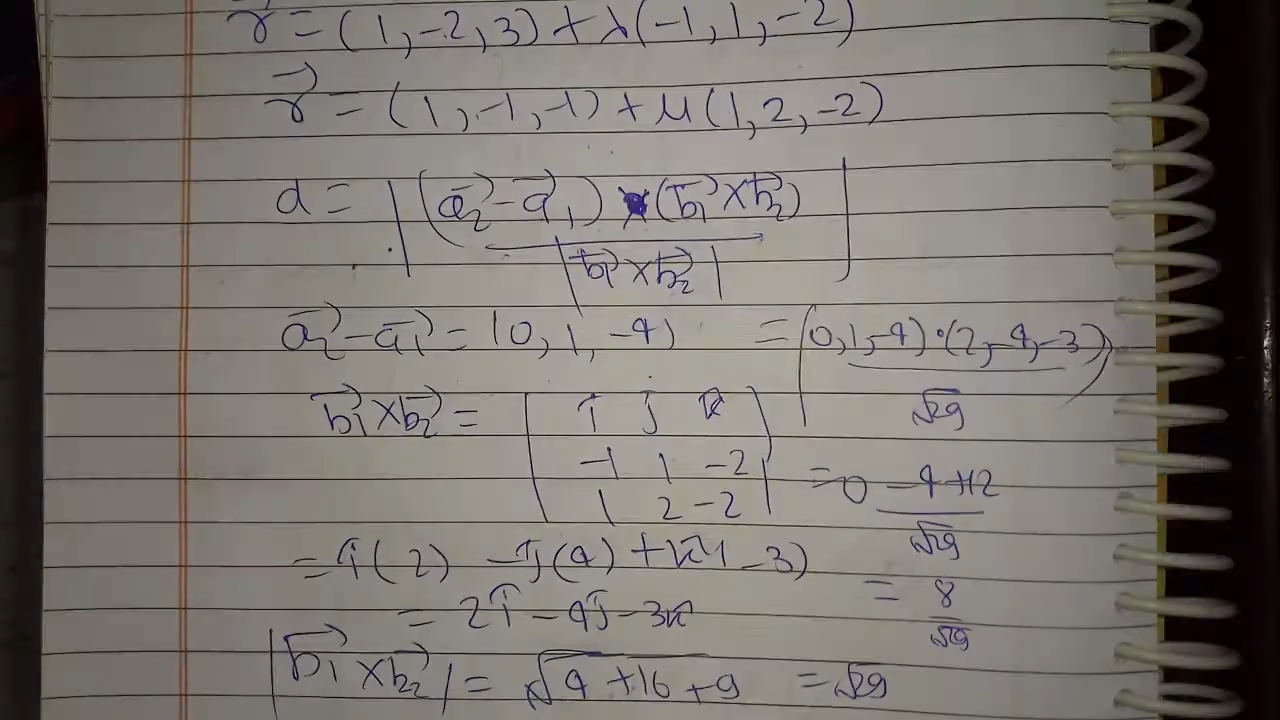 r⃗ = (1, -2, 3) + λ(-1, 1, -2)
r⃗ = (1, -1, -1) + μ(1, 2, -2)
d = | (a₂⃗ - a⃗₁) · (b₁⃗ × b₂⃗) |
|b₁⃗ × b₂⃗|
a₂⃗ - a₁⃗ = (0, 1, -4) = |(0, 1, -4) · (2, -4, -3)|
√29
b₁⃗ × b₂⃗ = | i j k |
-1 1 -2
1 2 -2
= 0 - 4 + 12
√29
= i(2) - j(4) + k(-3)
= 8
√29
= 2i - 4j - 3k
|b₁⃗ × b₂⃗| = √4 + 16 + 9 = √29